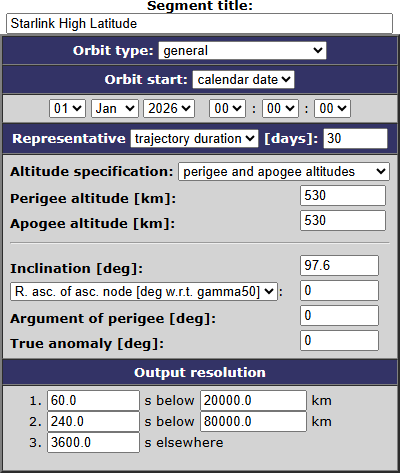 Segment title:
Starlink High Latitude
Orbit type: general
Orbit start: calendar date
01 Jan 2026 00 : 00 : 00
Representative trajectory duration [days]: 30
Altitude specification: perigee and apogee altitudes
Perigee altitude [km]: 530
Apogee altitude [km]: 530
Inclination [deg]: 97.6
R. asc. of asc. node [deg w.r.t. gamma50] : 0
Argument of perigee [deg]: 0
True anomaly [deg]: 0
Output resolution
1. 60.0 s below 20000.0 km
2. 240.0 s below 80000.0 km
3. 3600.0 s elsewhere